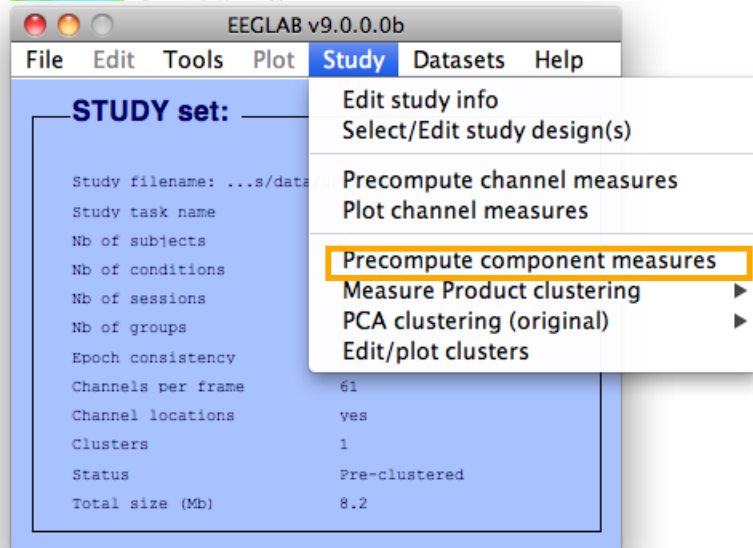 EEGLAB v9.0.0.0b
File Edit Tools Plot Study Datasets Help
STUDY set:
Edit study info
Select/Edit study design(s)
Precompute channel measures
Plot channel measures
Precompute component measures
Measure Product clustering
PCA clustering (original)
Edit/plot clusters
Study filename: ...s/data
Study task name
Nb of subjects
Nb of conditions
Nb of sessions
Nb of groups
Epoch consistency
Channels per frame 61
Channel locations yes
Clusters 1
Status Pre-clustered
Total size (Mb) 8.2